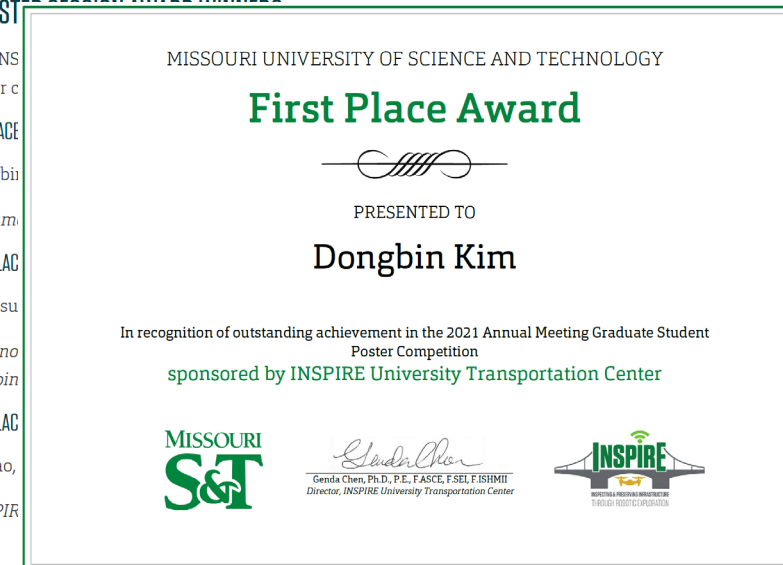 MISSOURI UNIVERSITY OF SCIENCE AND TECHNOLOGY
First Place Award
PRESENTED TO
Dongbin Kim
In recognition of outstanding achievement in the 2021 Annual Meeting Graduate Student
Poster Competition
sponsored by INSPIRE University Transportation Center
MISSOURI
S&T
Genda Chen, Ph.D., P.E., F.ASCE, F.SEI, F.ISHMII
Director, INSPIRE University Transportation Center
INSPIRE
INSPECTING & PRESERVING INFRASTRUCTURE
THROUGH ROBOTIC EXPLORATION